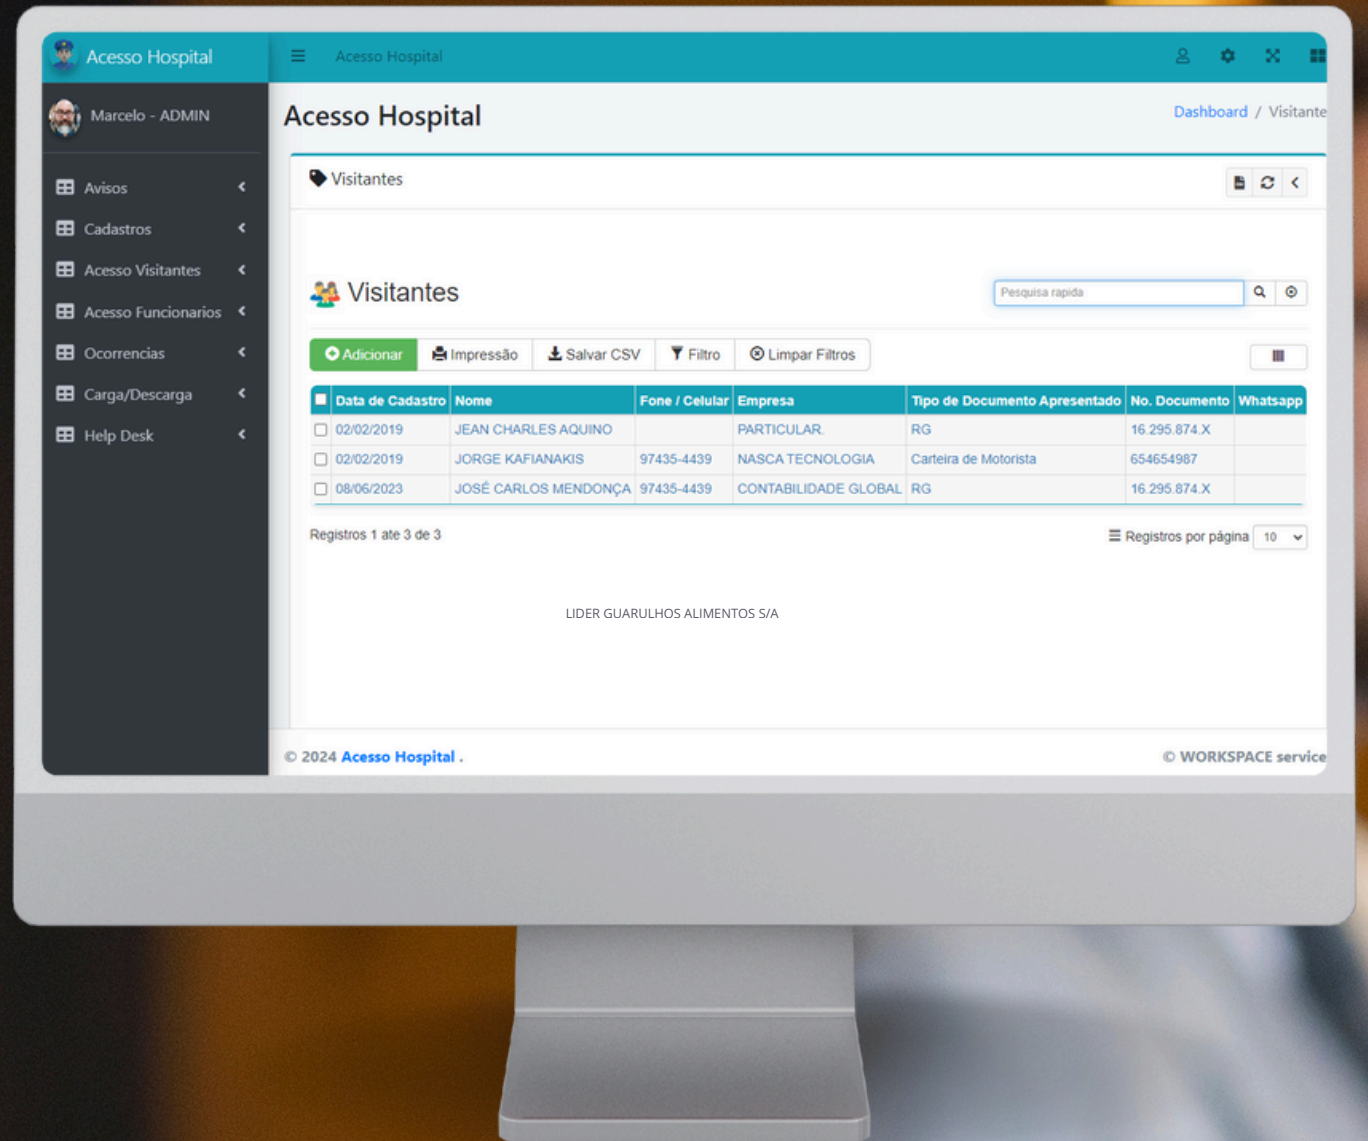 Acesso Hospital
Acesso Hospital
Marcelo - ADMIN
Avisos
Cadastros
Acesso Visitantes
Acesso Funcionarios
Ocorrencias
Carga/Descarga
Help Desk
Acesso Hospital
Dashboard / Visitante
Visitantes
Visitantes
Pesquisa rapida
Adicionar Impressão Salvar CSV Filtro Limpar Filtros
Data de Cadastro Nome Fone / Celular Empresa Tipo de Documento Apresentado No. Documento Whatsapp
02/02/2019 JEAN CHARLES AQUINO PARTICULAR. RG 16.295.874.X
02/02/2019 JORGE KAFIANAKIS 97435-4439 NASCA TECNOLOGIA Carteira de Motorista 654654987
08/06/2023 JOSÉ CARLOS MENDONÇA 97435-4439 CONTABILIDADE GLOBAL RG 16.295.874.X
Registros 1 ate 3 de 3
Registros por página 10
LIDER GUARULHOS ALIMENTOS S/A
© 2024 Acesso Hospital .
© WORKSPACE service